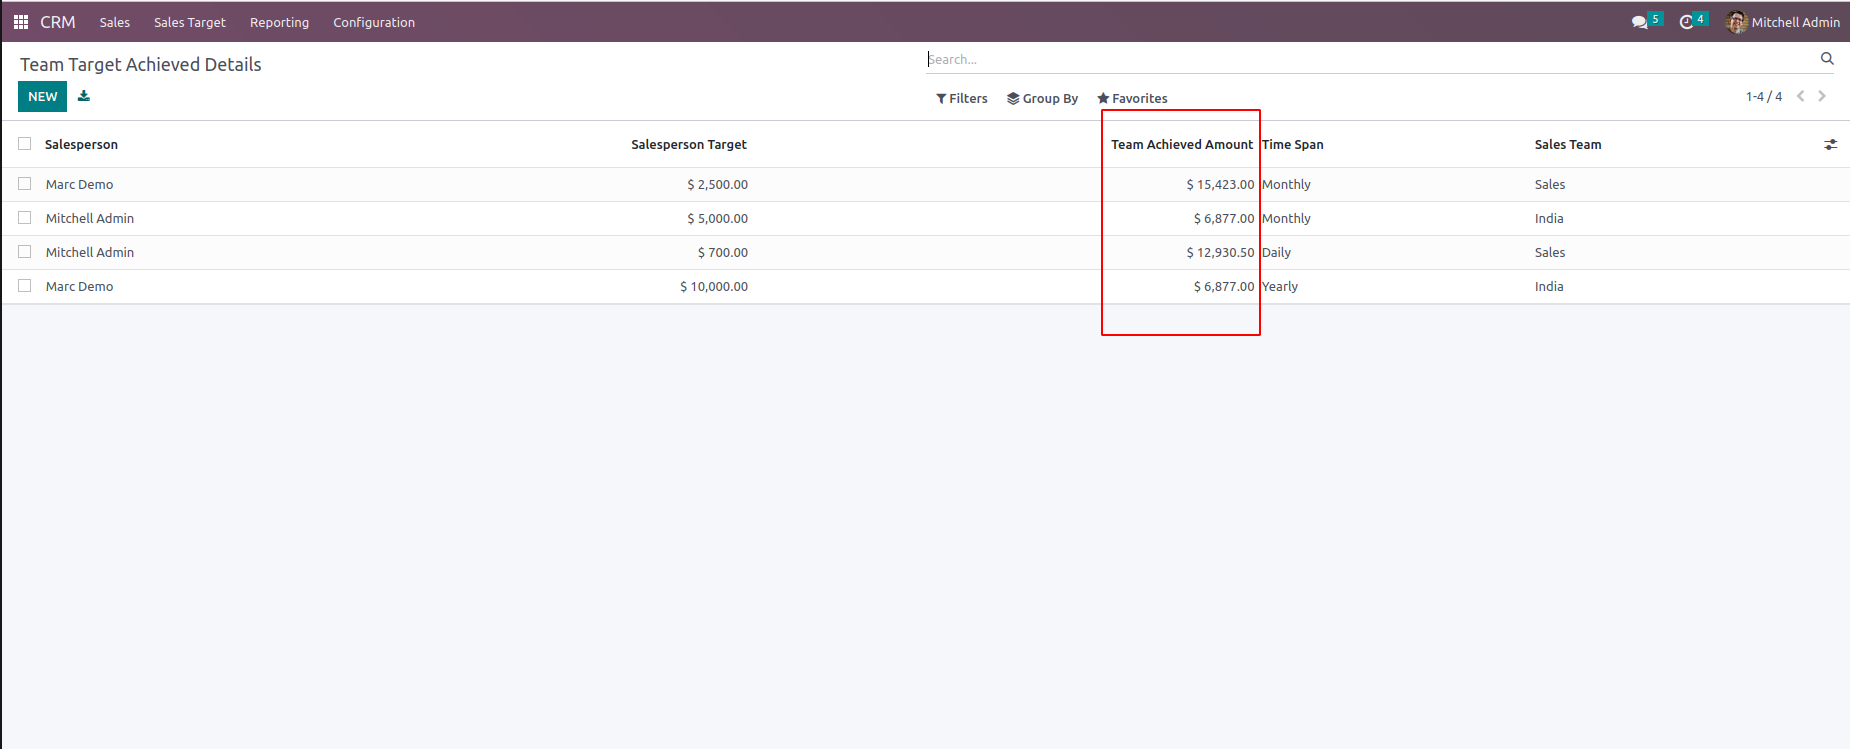 CRM Sales Sales Target Reporting Configuration 5 4 Mitchell Admin
Team Target Achieved Details Search...
NEW Filters Group By Favorites 1-4 / 4
Salesperson Salesperson Target Team Achieved Amount Time Span Sales Team
Marc Demo $ 2,500.00 $ 15,423.00 Monthly Sales
Mitchell Admin $ 5,000.00 $ 6,877.00 Monthly India
Mitchell Admin $ 700.00 $ 12,930.50 Daily Sales
Marc Demo $ 10,000.00 $ 6,877.00 Yearly India